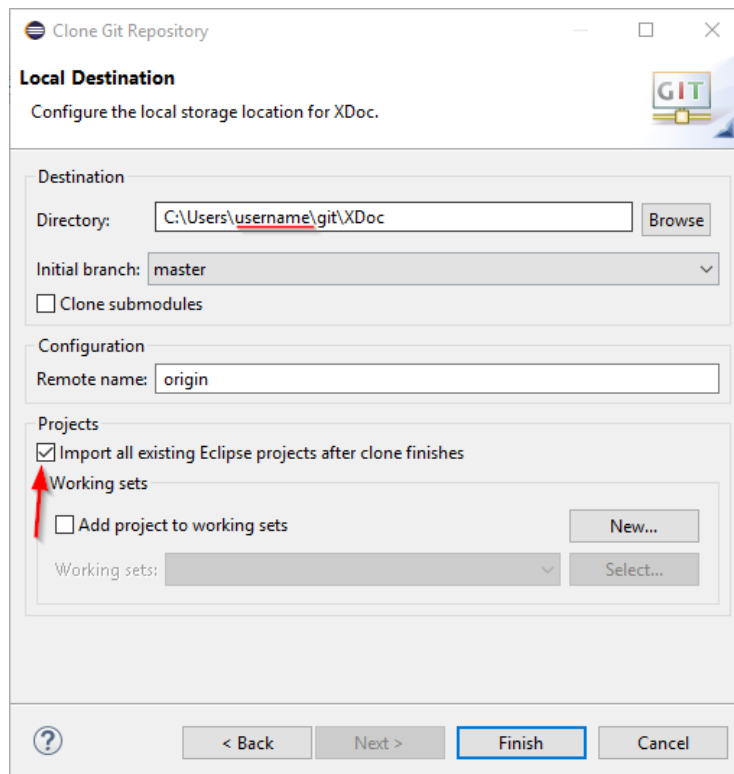 Clone Git Repository
Local Destination
Configure the local storage location for XDoc.
GIT
Destination
Directory: C:\Users\username\git\XDoc Browse
Initial branch: master
Clone submodules
Configuration
Remote name: origin
Projects
Import all existing Eclipse projects after clone finishes
Working sets
Add project to working sets New...
Working sets: Select...
? < Back Next > Finish Cancel